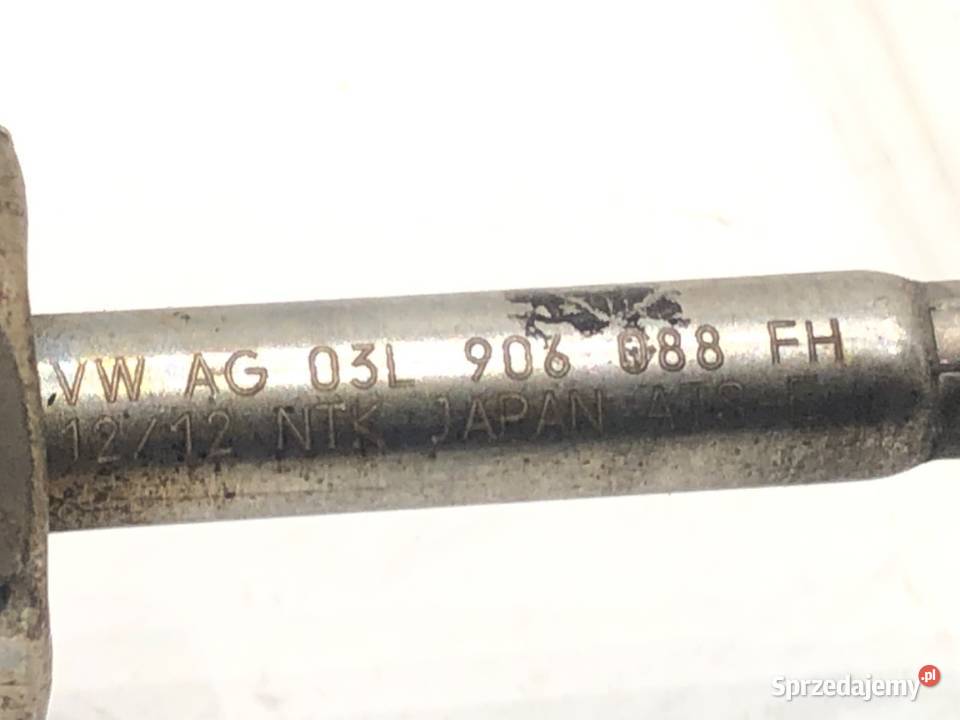 VW AG 03L 906 088 FH
12/12 NTK JAPAN ATS
Sprzedajemy.pl